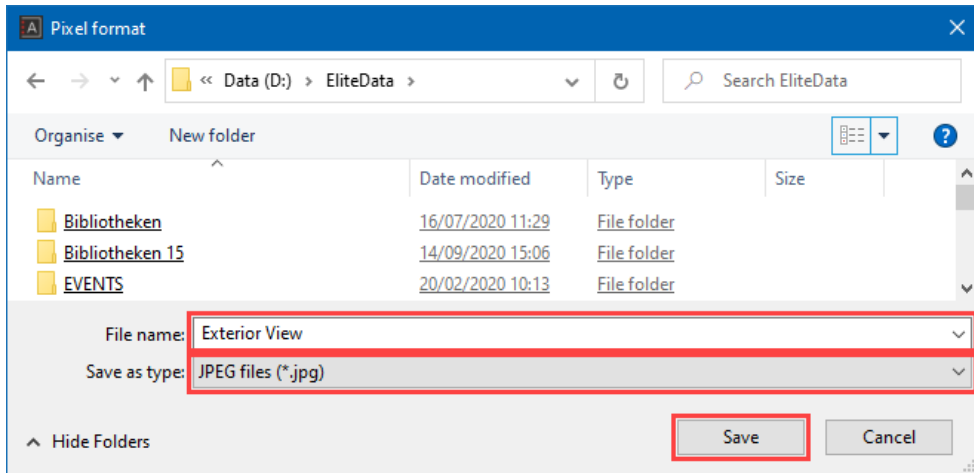 A Pixel format
« Data (D:) > EliteData > Search EliteData
Organise New folder ?
Name Date modified Type Size
Bibliotheken 16/07/2020 11:29 File folder
Bibliotheken 15 14/09/2020 15:06 File folder
EVENTS 20/02/2020 10:13 File folder
File name: Exterior View
Save as type: JPEG files (*.jpg)
Hide Folders Save Cancel